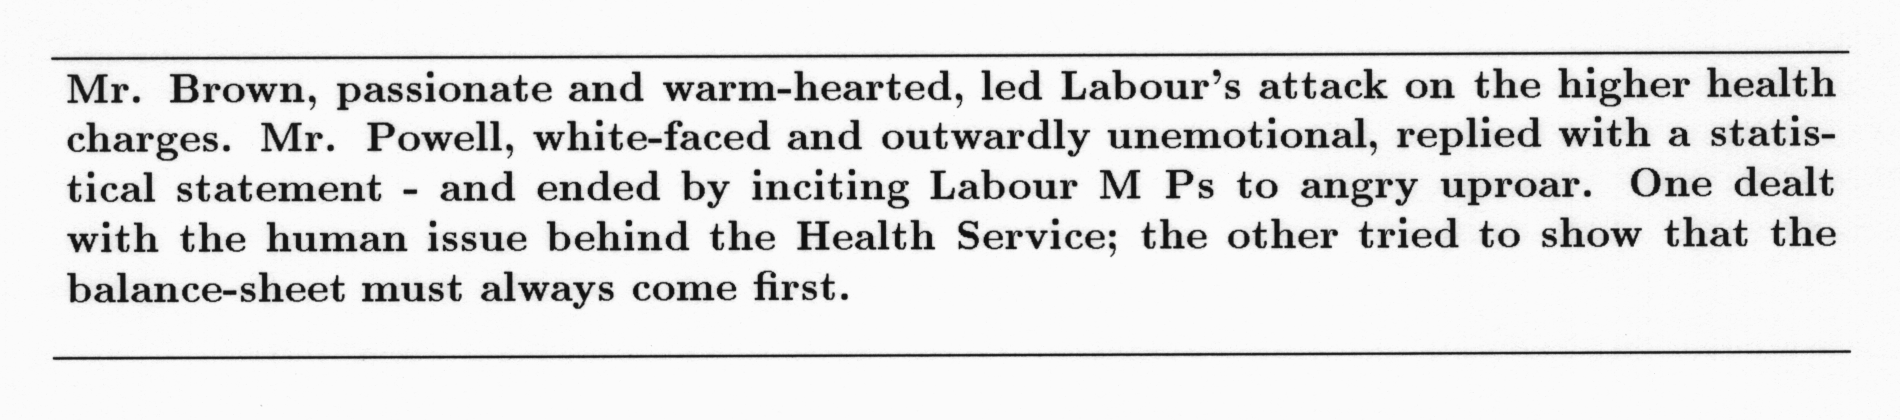 Mr. Brown, passionate and warm-hearted, led Labour's attack on the higher health
charges. Mr. Powell, white-faced and outwardly unemotional, replied with a statis-
tical statement - and ended by inciting Labour M Ps to angry uproar. One dealt
with the human issue behind the Health Service; the other tried to show that the
balance-sheet must always come first.